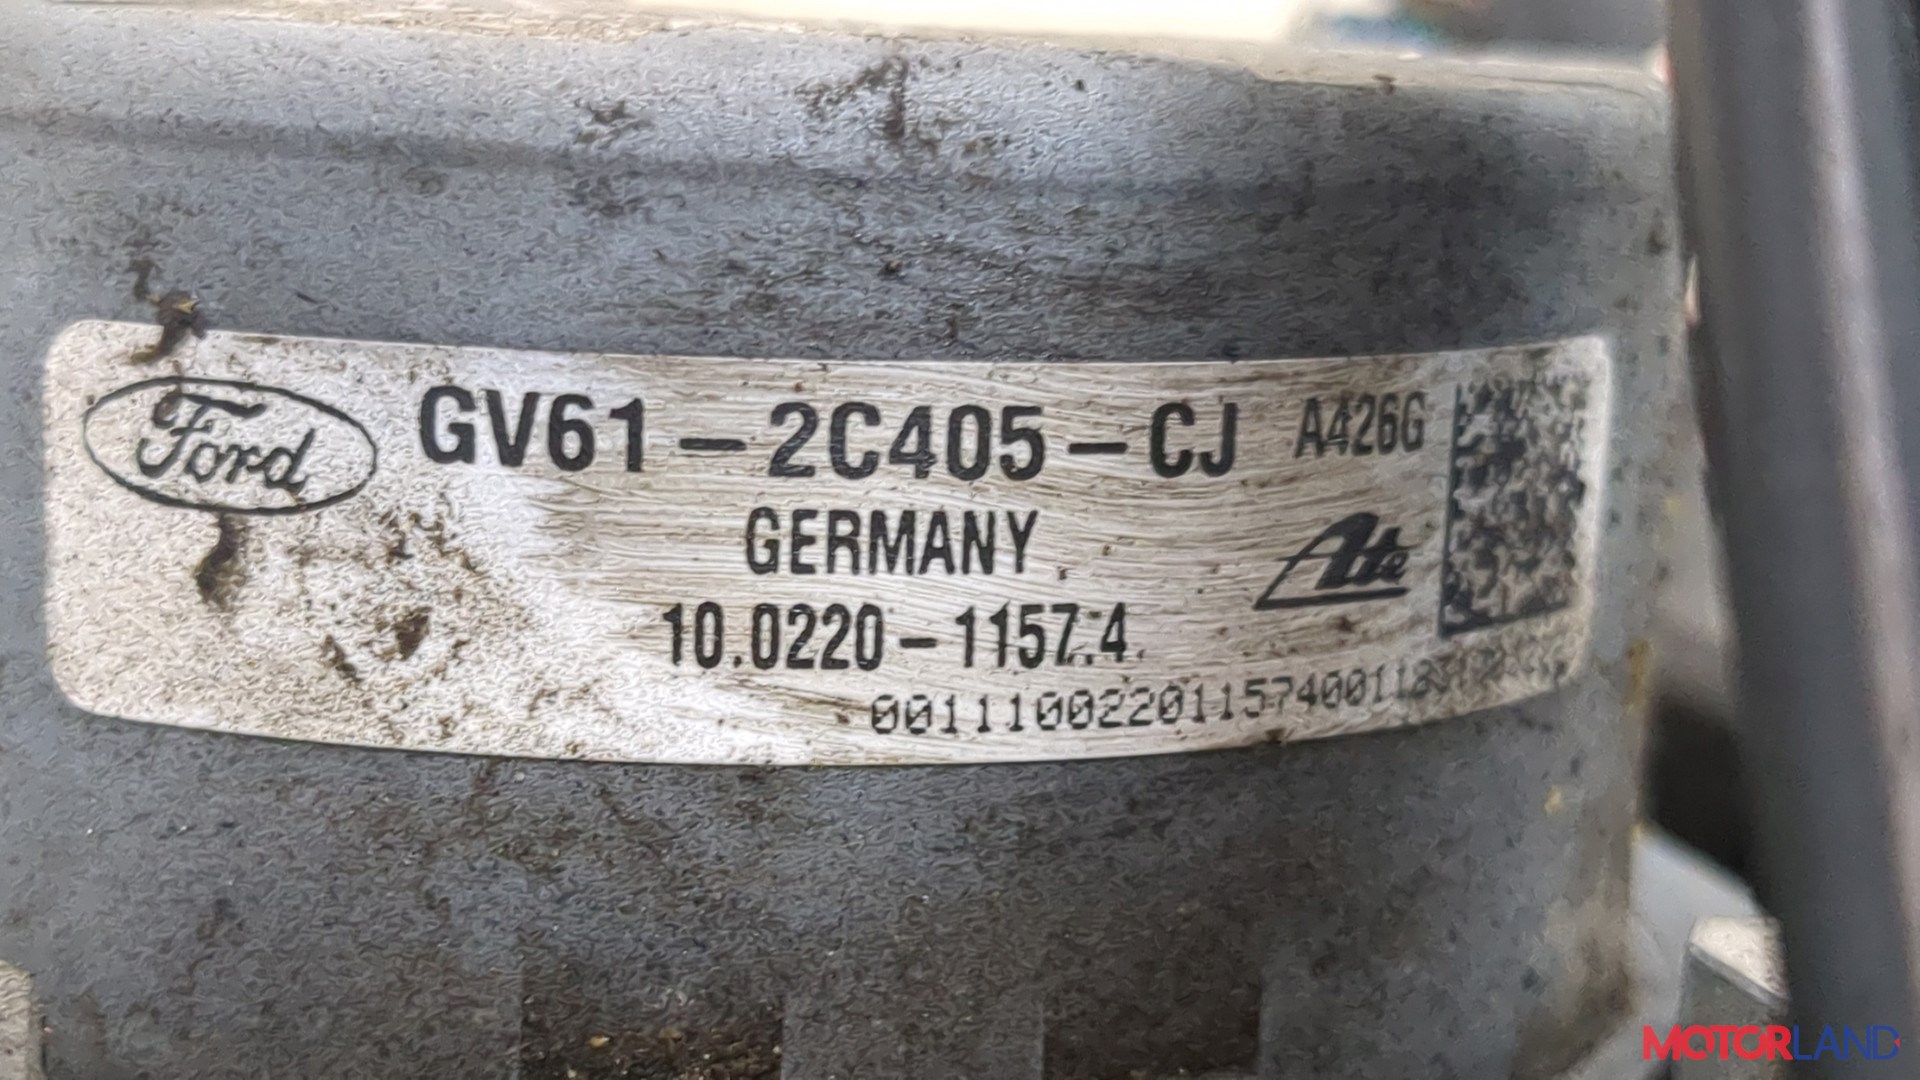 Ford GV61-2C405-CJ A426G
GERMANY
Ate
10.0220-1157.4
MOTORLAND